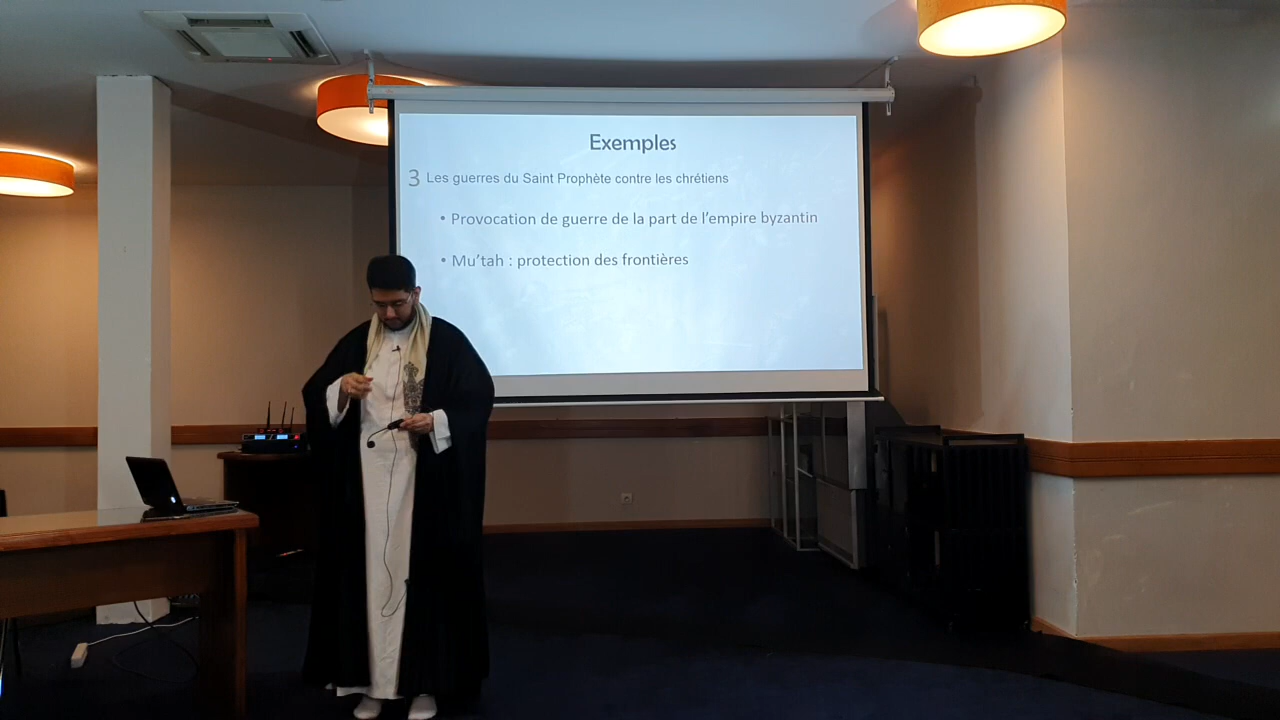 Exemples
3 Les guerres du Saint Prophète contre les chrétiens
• Provocation de guerre de la part de l’empire byzantin
• Mu’tah : protection des frontières